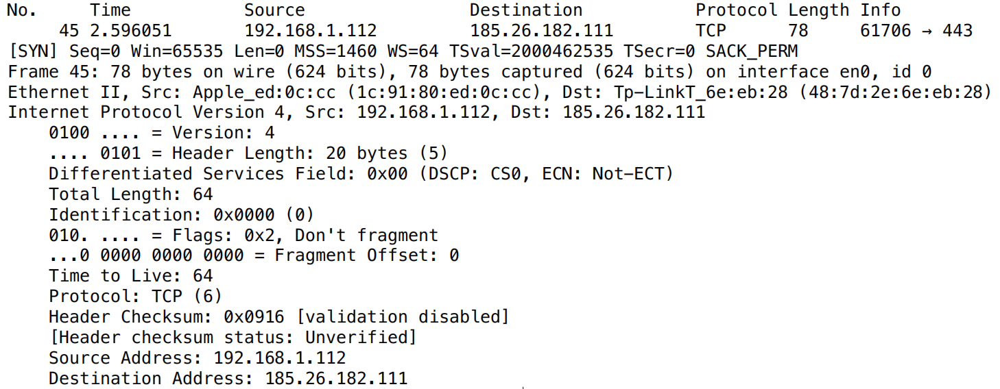 No. Time Source Destination Protocol Length Info
45 2.596051 192.168.1.112 185.26.182.111 TCP 78 61706 → 443
[SYN] Seq=0 Win=65535 Len=0 MSS=1460 WS=64 TSval=2000462535 TSecr=0 SACK_PERM
Frame 45: 78 bytes on wire (624 bits), 78 bytes captured (624 bits) on interface en0, id 0
Ethernet II, Src: Apple_ed:0c:cc (1c:91:80:ed:0c:cc), Dst: Tp-LinkT_6e:eb:28 (48:7d:2e:6e:eb:28)
Internet Protocol Version 4, Src: 192.168.1.112, Dst: 185.26.182.111
0100 .... = Version: 4
.... 0101 = Header Length: 20 bytes (5)
Differentiated Services Field: 0x00 (DSCP: CS0, ECN: Not-ECT)
Total Length: 64
Identification: 0x0000 (0)
010. .... = Flags: 0x2, Don't fragment
...0 0000 0000 0000 = Fragment Offset: 0
Time to Live: 64
Protocol: TCP (6)
Header Checksum: 0x0916 [validation disabled]
[Header checksum status: Unverified]
Source Address: 192.168.1.112
Destination Address: 185.26.182.111